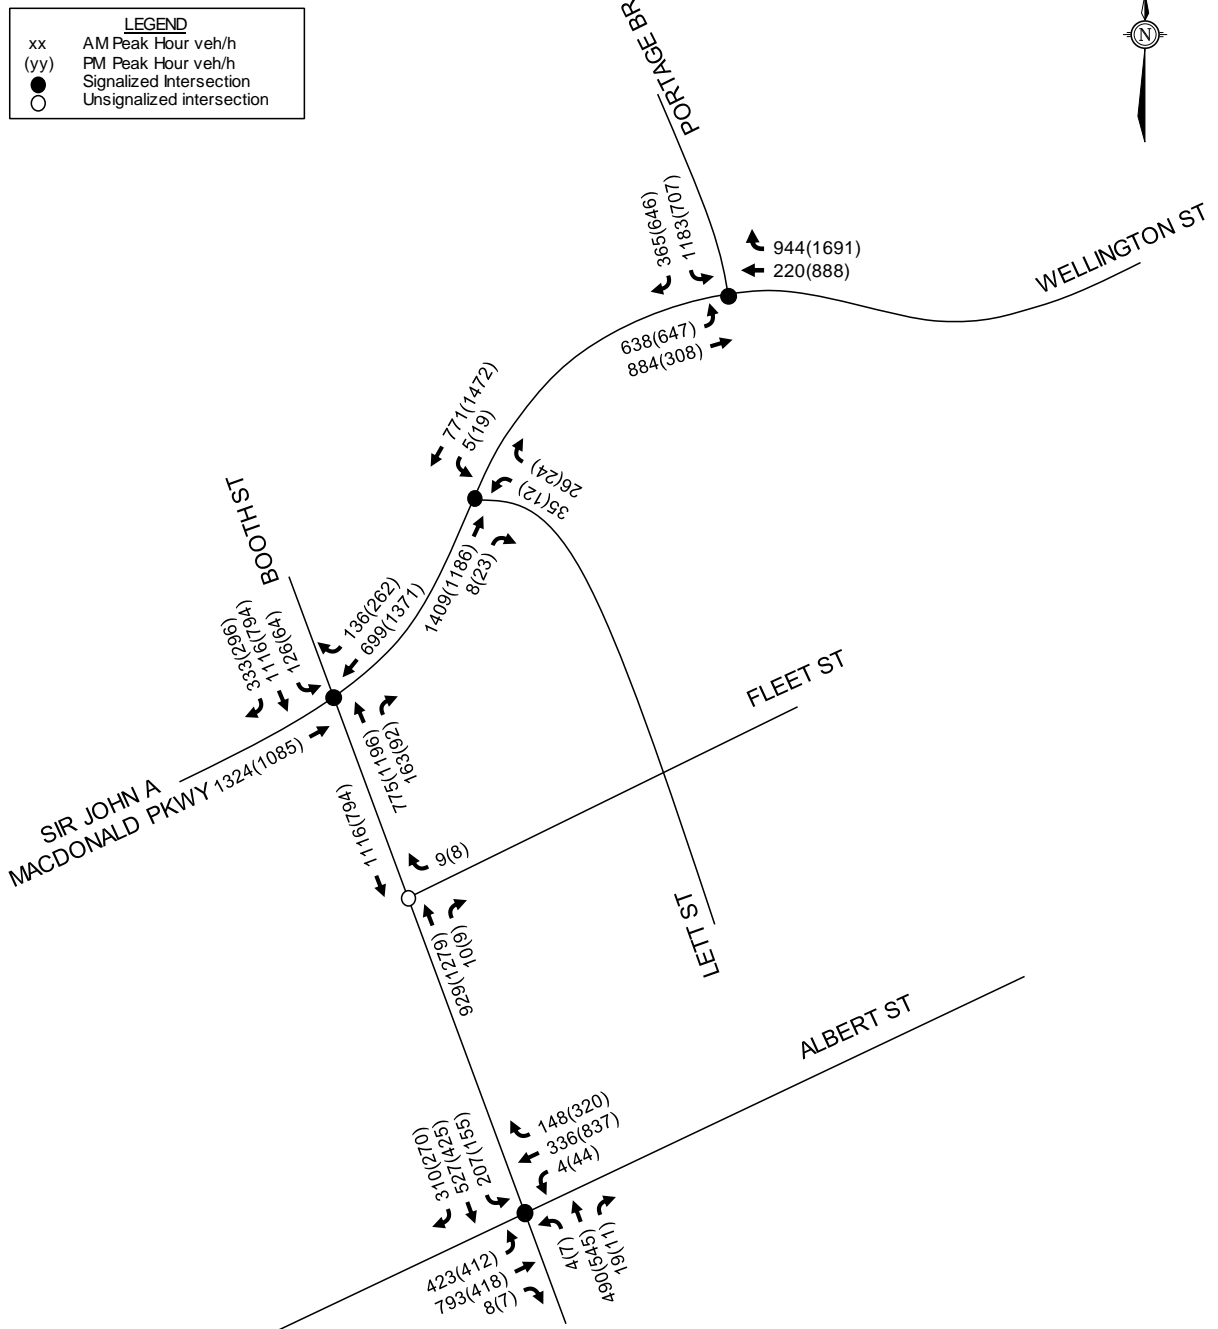 LEGEND
xx AM Peak Hour veh/h
(yy) PM Peak Hour veh/h
Signalized Intersection
Unsignalized intersection
PORTAGE BR
N
WELLINGTON ST
365(646)
1183(707)
944(1691)
220(888)
638(647)
884(308)
771(1472)
5(19)
26(24)
35(12)
1409(1186)
8(23)
BOOTH ST
136(262)
699(1371)
333(296)
1116(794)
126(64)
775(1196)
163(92)
1324(1085)
SIR JOHN A
MACDONALD PKWY
FLEET ST
1116(794)
9(8)
929(1279)
10(9)
LETT ST
ALBERT ST
148(320)
336(837)
4(44)
310(270)
527(425)
207(155)
423(412)
793(418)
8(7)
4(7)
490(545)
19(11)